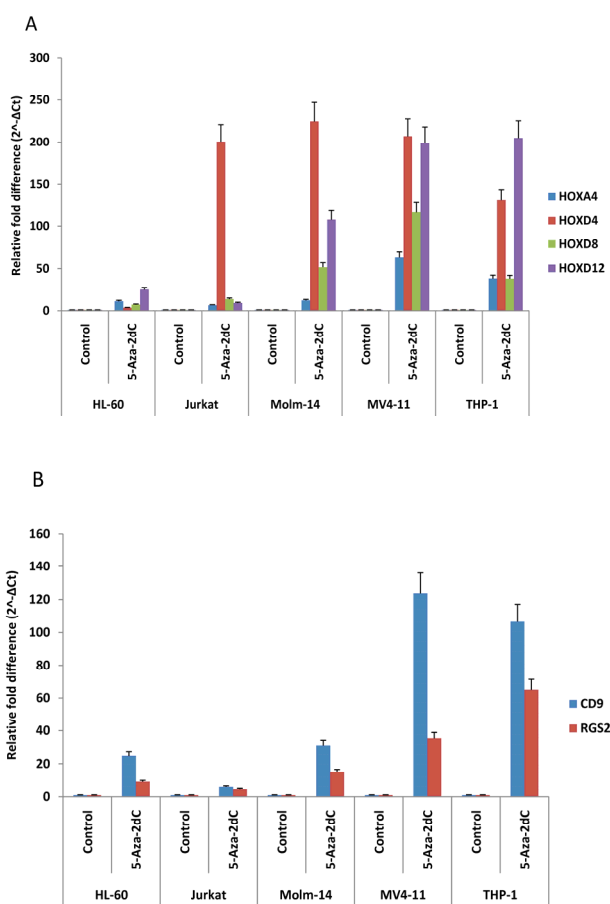 A
Relative fold difference (2^-ΔCt)
300
250
200
150
100
50
0
HOXA4
HOXD4
HOXD8
HOXD12
Control
5-Aza-2dC
Control
5-Aza-2dC
Control
5-Aza-2dC
Control
5-Aza-2dC
Control
5-Aza-2dC
HL-60 Jurkat Molm-14 MV4-11 THP-1
B
Relative fold difference (2^-ΔCt)
160
140
120
100
80
60
40
20
0
CD9
RGS2
Control
5-Aza-2dC
Control
5-Aza-2dC
Control
5-Aza-2dC
Control
5-Aza-2dC
Control
5-Aza-2dC
HL-60 Jurkat Molm-14 MV4-11 THP-1